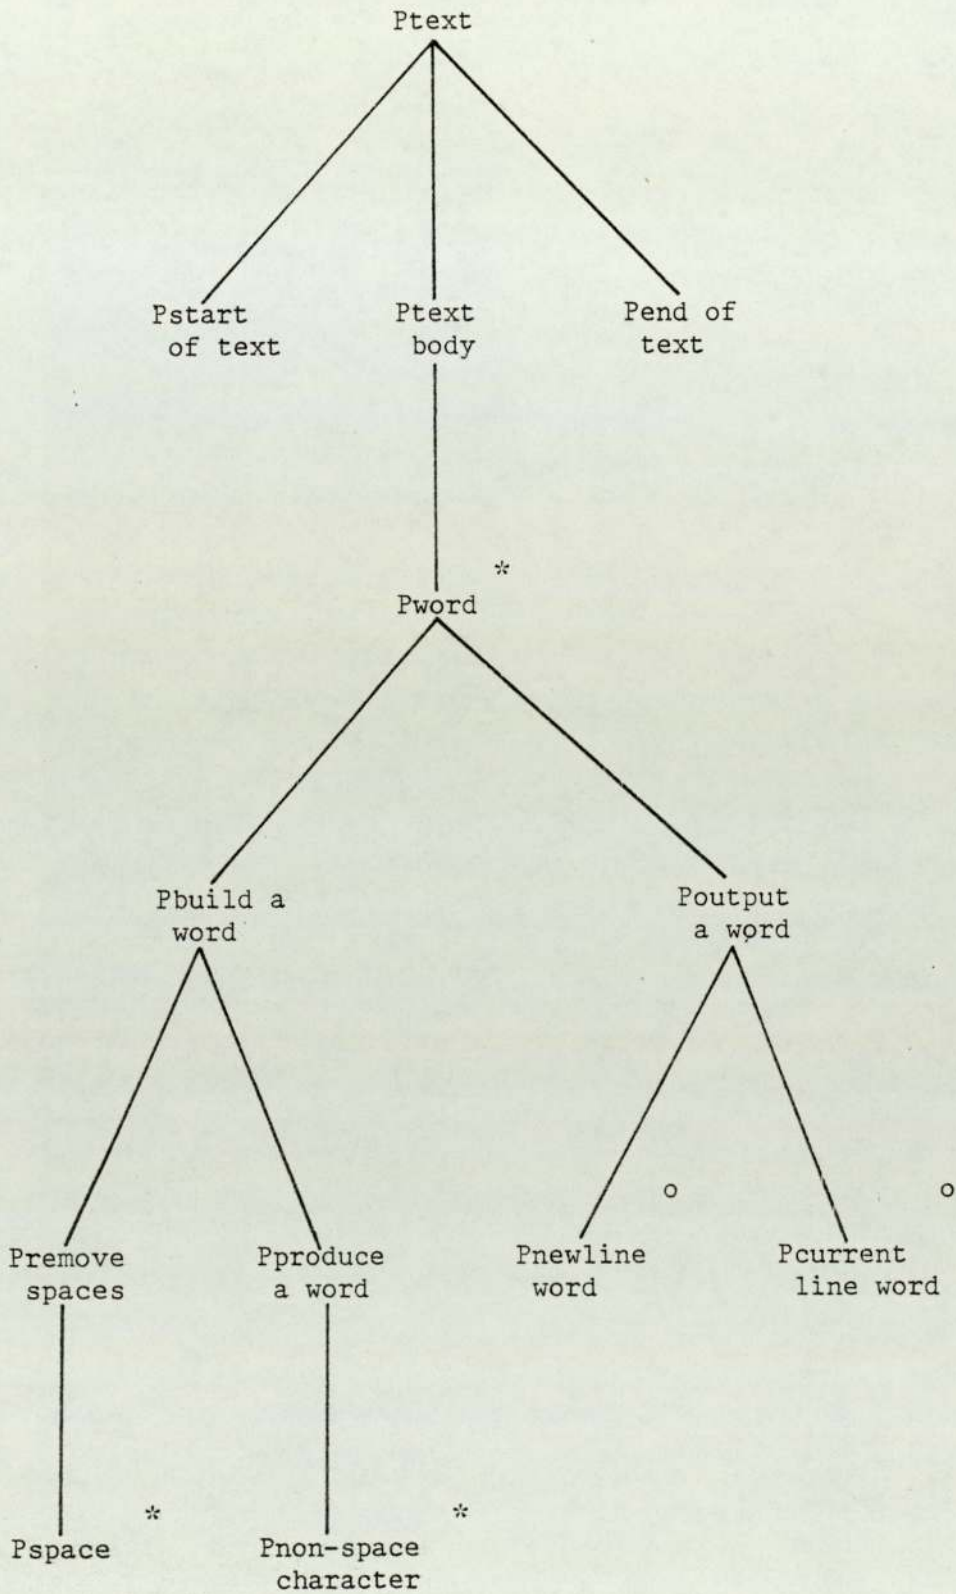 Ptext
Pstart
of text
Ptext
body
Pend of
text
*
Pword
Pbuild a
word
Poutput
a word
o
o
Premove
spaces
Pproduce
a word
Pnewline
word
Pcurrent
line word
*
*
Pspace
Pnon-space
character